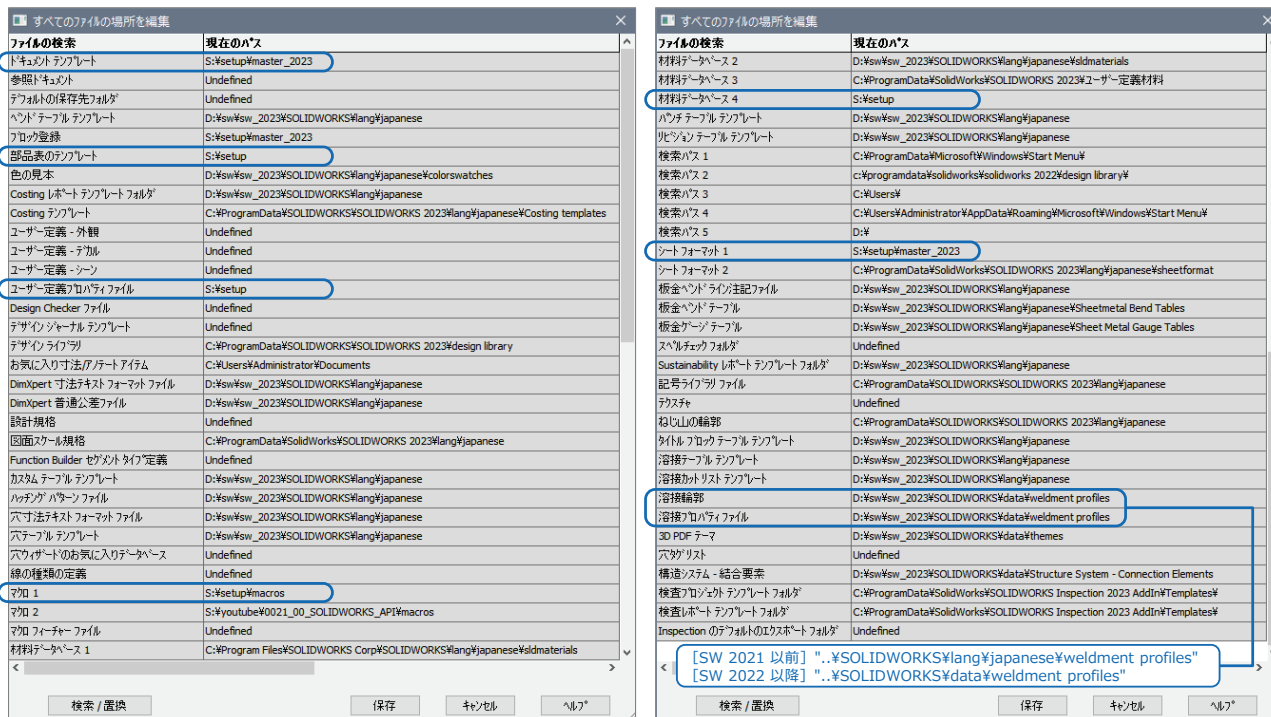 すべてのファイルの場所を編集
ファイルの検索 現在のパス
ドキュメント テンプレート S:¥setup¥master_2023
参照ドキュメント Undefined
デフォルトの保存先フォルダ Undefined
ベンド テーブル テンプレート D:¥sw¥sw_2023¥SOLIDWORKS¥lang¥japanese
ブロック登録 S:¥setup¥master_2023
部品表のテンプレート S:¥setup
色の見本 D:¥sw¥sw_2023¥SOLIDWORKS¥lang¥japanese¥colorswatches
Costing レポート テンプレート フォルダ D:¥sw¥sw_2023¥SOLIDWORKS¥lang¥japanese
Costing テンプレート C:¥ProgramData¥SOLIDWORKS¥SOLIDWORKS 2023¥lang¥japanese¥Costing templates
ユーザー定義 - 外観 Undefined
ユーザー定義 - デカル Undefined
ユーザー定義 - シーン Undefined
ユーザー定義プロパティ ファイル S:¥setup
Design Checker ファイル Undefined
デザイン ジャーナル テンプレート Undefined
デザイン ライブラリ C:¥ProgramData¥SOLIDWORKS¥SOLIDWORKS 2023¥design library
お気に入り寸法/アノテート アイテム C:¥Users¥Administrator¥Documents
DimXpert 寸法テキスト フォーマット ファイル D:¥sw¥sw_2023¥SOLIDWORKS¥lang¥japanese
DimXpert 普通公差ファイル D:¥sw¥sw_2023¥SOLIDWORKS¥lang¥japanese
設計規格 Undefined
図面スケール規格 C:¥ProgramData¥SolidWorks¥SOLIDWORKS 2023¥lang¥japanese
Function Builder セグメント タイプ定義 Undefined
カスタム テーブル テンプレート D:¥sw¥sw_2023¥SOLIDWORKS¥lang¥japanese
ハッチング パターン ファイル D:¥sw¥sw_2023¥SOLIDWORKS¥lang¥japanese
穴寸法テキスト フォーマット ファイル D:¥sw¥sw_2023¥SOLIDWORKS¥lang¥japanese
穴テーブル テンプレート D:¥sw¥sw_2023¥SOLIDWORKS¥lang¥japanese
穴ウィザードのお気に入りデータベース Undefined
線の種類の定義 Undefined
マクロ 1 S:¥setup¥macros
マクロ 2 S:¥youtube¥0021_00_SOLIDWORKS_API¥macros
マクロ フィーチャー ファイル Undefined
材料データベース 1 C:¥Program Files¥SOLIDWORKS Corp¥SOLIDWORKS¥lang¥japanese¥sldmaterials
検索 / 置換 保存 キャンセル ヘルプ
すべてのファイルの場所を編集
ファイルの検索 現在のパス
材料データベース 2 D:¥sw¥sw_2023¥SOLIDWORKS¥lang¥japanese¥sldmaterials
材料データベース 3 C:¥ProgramData¥SolidWorks¥SOLIDWORKS 2023¥ユーザー定義材料
材料データベース 4 S:¥setup
パンチ テーブル テンプレート D:¥sw¥sw_2023¥SOLIDWORKS¥lang¥japanese
リビジョン テーブル テンプレート D:¥sw¥sw_2023¥SOLIDWORKS¥lang¥japanese
検索パス 1 C:¥ProgramData¥Microsoft¥Windows¥Start Menu¥
検索パス 2 c:¥programdata¥solidworks¥solidworks 2022¥design library¥
検索パス 3 C:¥Users¥
検索パス 4 C:¥Users¥Administrator¥AppData¥Roaming¥Microsoft¥Windows¥Start Menu¥
検索パス 5 D:¥
シート フォーマット 1 S:¥setup¥master_2023
シート フォーマット 2 C:¥ProgramData¥SolidWorks¥SOLIDWORKS 2023¥lang¥japanese¥sheetformat
板金ベンド ライン注記ファイル D:¥sw¥sw_2023¥SOLIDWORKS¥lang¥japanese
板金ベンド テーブル D:¥sw¥sw_2023¥SOLIDWORKS¥lang¥japanese¥Sheetmetal Bend Tables
板金ゲージ テーブル D:¥sw¥sw_2023¥SOLIDWORKS¥lang¥japanese¥Sheet Metal Gauge Tables
スペルチェック フォルダ Undefined
Sustainability レポート テンプレート フォルダ D:¥sw¥sw_2023¥SOLIDWORKS¥lang¥japanese
記号ライブラリ ファイル C:¥ProgramData¥SOLIDWORKS¥SOLIDWORKS 2023¥lang¥japanese
テクスチャ Undefined
ねじ山の輪郭 C:¥ProgramData¥SOLIDWORKS¥SOLIDWORKS 2023¥lang¥japanese
タイトル ブロック テーブル テンプレート D:¥sw¥sw_2023¥SOLIDWORKS¥lang¥japanese
溶接テーブル テンプレート D:¥sw¥sw_2023¥SOLIDWORKS¥lang¥japanese
溶接カット リスト テンプレート D:¥sw¥sw_2023¥SOLIDWORKS¥lang¥japanese
溶接輪郭 D:¥sw¥sw_2023¥SOLIDWORKS¥data¥weldment profiles
溶接プロパティ ファイル D:¥sw¥sw_2023¥SOLIDWORKS¥data¥weldment profiles
3D PDF テーマ D:¥sw¥sw_2023¥SOLIDWORKS¥data¥themes
穴タグ リスト Undefined
構造システム - 結合要素 D:¥sw¥sw_2023¥SOLIDWORKS¥data¥Structure System - Connection Elements
検査プロジェクト テンプレート フォルダ C:¥ProgramData¥SolidWorks¥SOLIDWORKS Inspection 2023 AddIn¥Templates¥
検査レポート テンプレート フォルダ C:¥ProgramData¥SolidWorks¥SOLIDWORKS Inspection 2023 AddIn¥Templates¥
Inspection のデフォルトのエクスポート フォルダ Undefined
[SW 2021 以前] "..¥SOLIDWORKS¥lang¥japanese¥weldment profiles"
[SW 2022 以降] "..¥SOLIDWORKS¥data¥weldment profiles"
検索 / 置換 保存 キャンセル ヘルプ